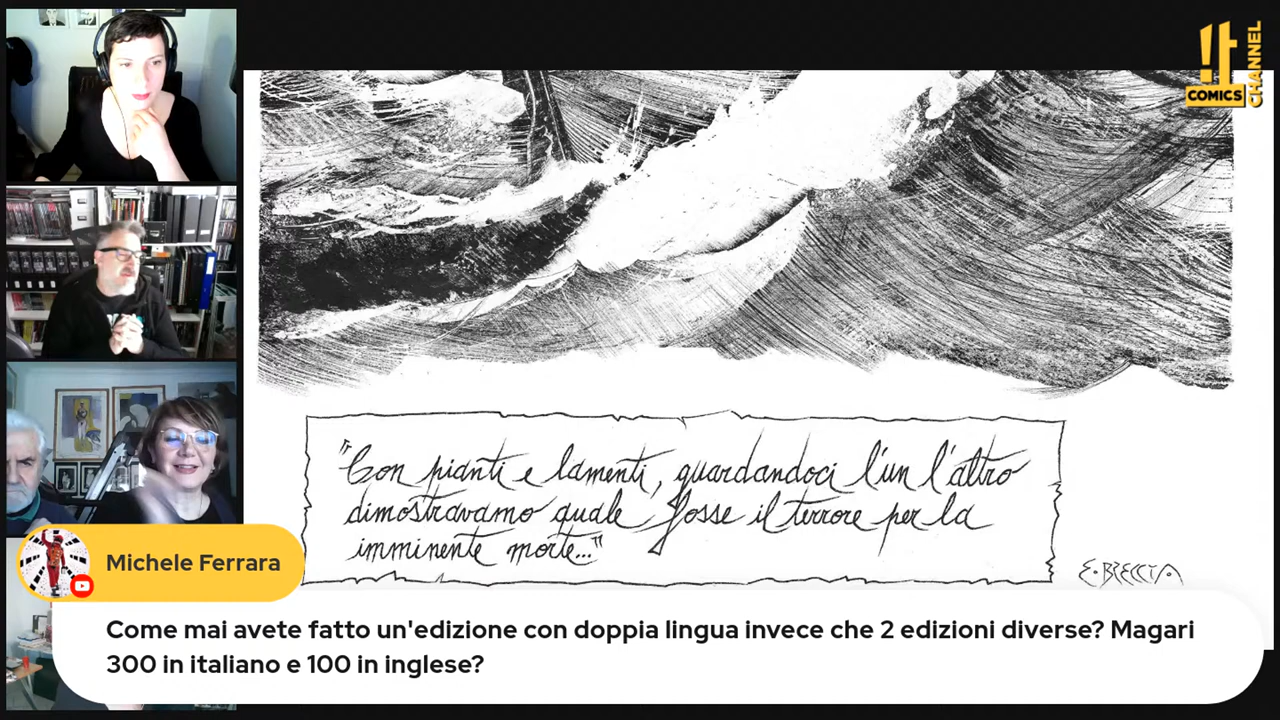 !t
COMICS
CHANNEL
"Con pianti e lamenti, guardandoci l'un l'altro
dimostravamo quale fosse il terrore per la
imminente morte..."
E•BRECCIA•
Michele Ferrara
Come mai avete fatto un'edizione con doppia lingua invece che 2 edizioni diverse? Magari
300 in italiano e 100 in inglese?